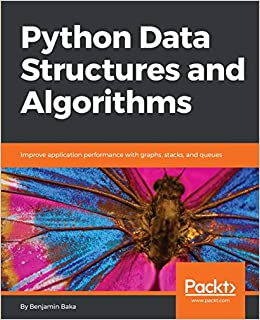 Python Data
Structures and
Algorithms
Improve application performance with graphs, stacks, and queues
By Benjamin Baka
Packt>
www.packt.com